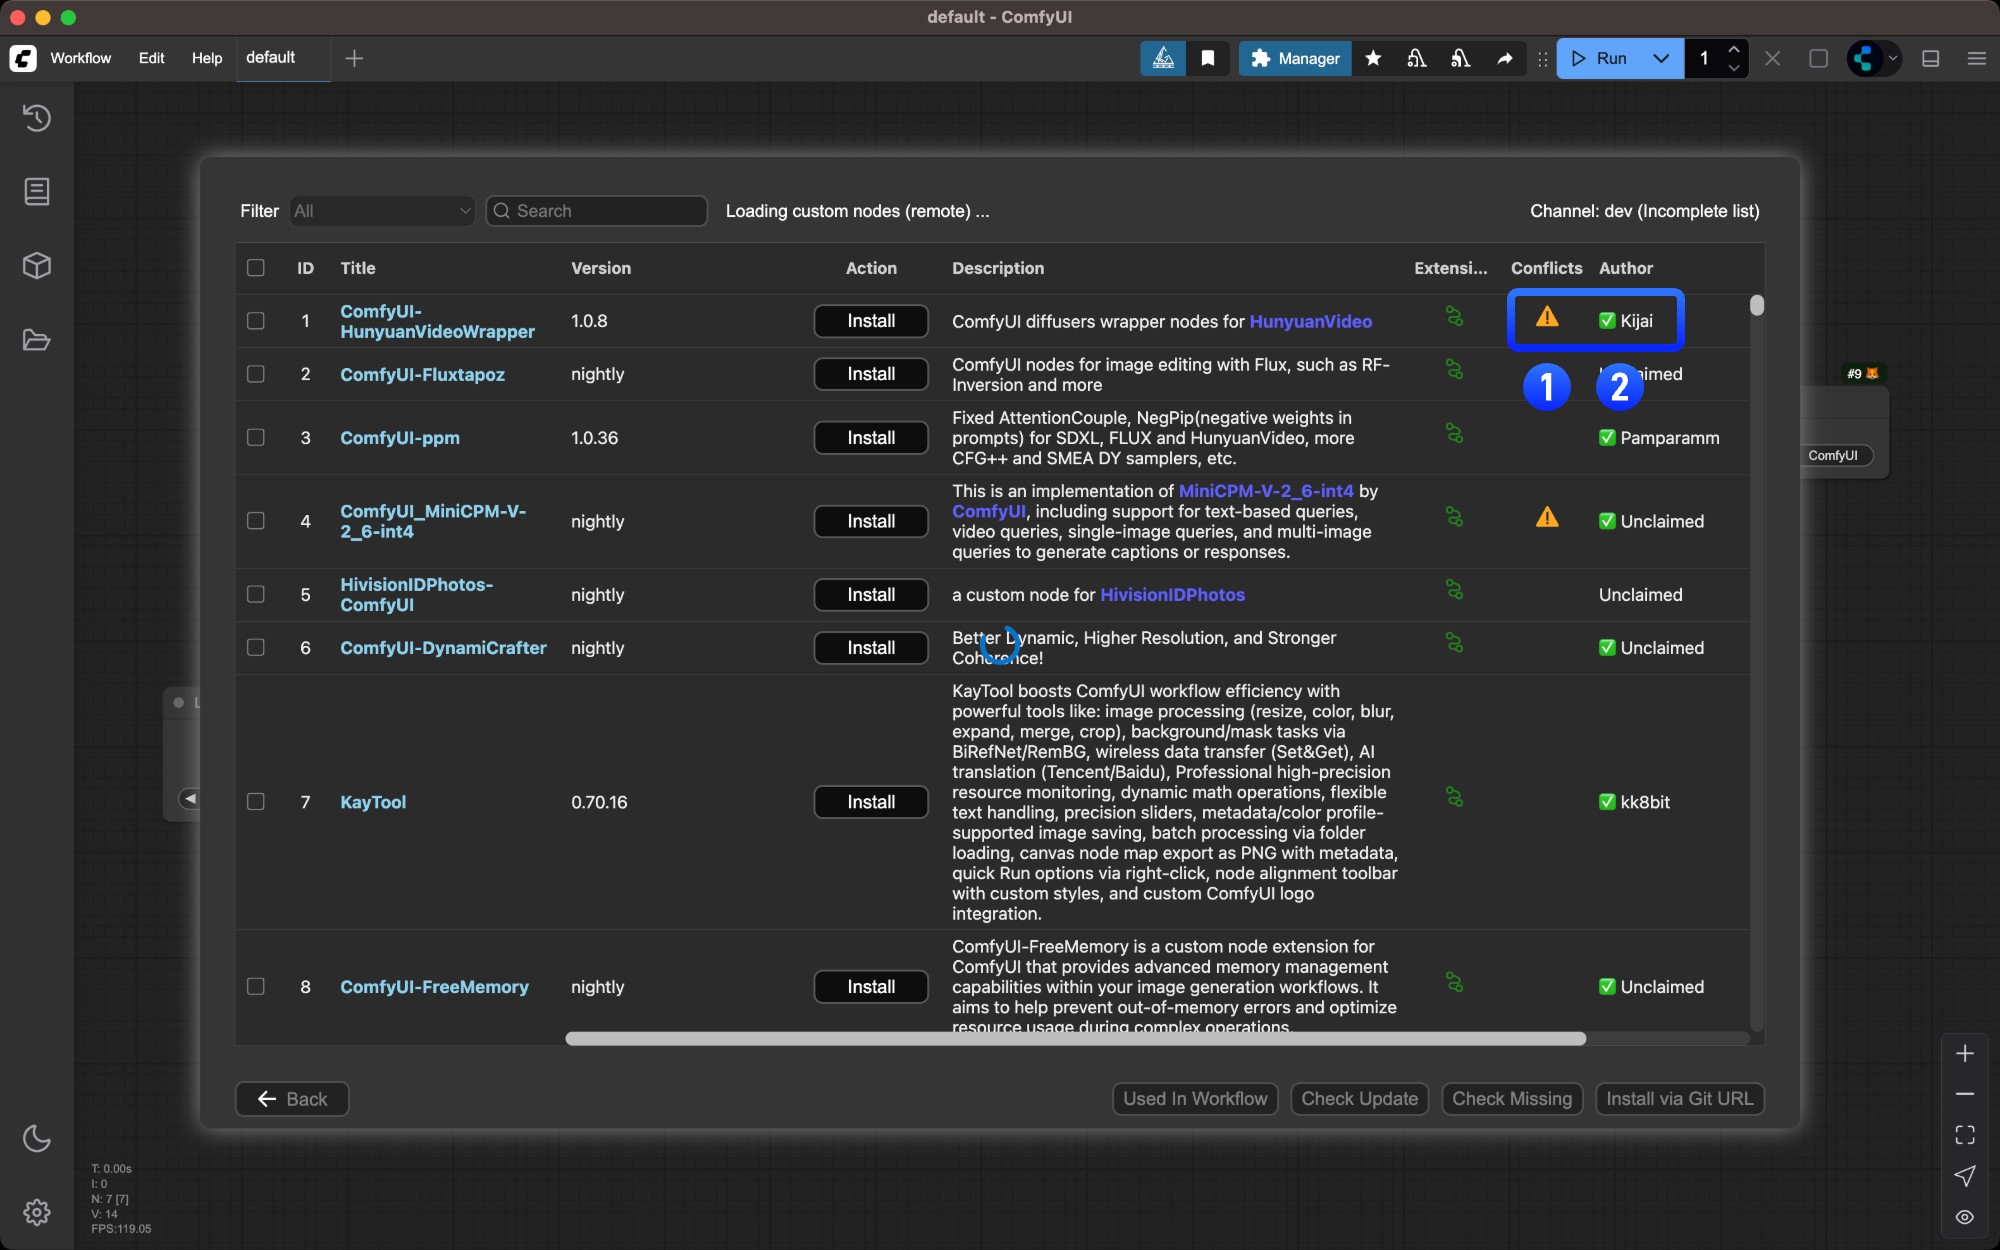 default - ComfyUI
Workflow Edit Help default Manager Run 1
Filter All Search Loading custom nodes (remote) ... Channel: dev (Incomplete list)
ID Title Version Action Description Extensi... Conflicts Author
1 ComfyUI-HunyuanVideoWrapper 1.0.8 Install ComfyUI diffusers wrapper nodes for HunyuanVideo ✅ Kijai
1 2
2 ComfyUI-Fluxtapoz nightly Install ComfyUI nodes for image editing with Flux, such as RF-
Inversion and more
3 ComfyUI-ppm 1.0.36 Install Fixed AttentionCouple, NegPip(negative weights in
prompts) for SDXL, FLUX and HunyuanVideo, more
CFG++ and SMEA DY samplers, etc.
✅ Pamparamm
4 ComfyUI_MiniCPM-V-2_6-int4 nightly Install This is an implementation of MiniCPM-V-2_6-int4 by
ComfyUI, including support for text-based queries,
video queries, single-image queries, and multi-image
queries to generate captions or responses.
✅ Unclaimed
5 HivisionIDPhotos-ComfyUI nightly Install a custom node for HivisionIDPhotos Unclaimed
6 ComfyUI-DynamiCrafter nightly Install Better Dynamic, Higher Resolution, and Stronger
Coherence!
✅ Unclaimed
7 KayTool 0.70.16 Install KayTool boosts ComfyUI workflow efficiency with
powerful tools like: image processing (resize, color, blur,
expand, merge, crop), background/mask tasks via
BiRefNet/RemBG, wireless data transfer (Set&Get), AI
translation (Tencent/Baidu), Professional high-precision
resource monitoring, dynamic math operations, flexible
text handling, precision sliders, metadata/color profile-
supported image saving, batch processing via folder
loading, canvas node map export as PNG with metadata,
quick Run options via right-click, node alignment toolbar
with custom styles, and custom ComfyUI logo
integration.
✅ kk8bit
8 ComfyUI-FreeMemory nightly Install ComfyUI-FreeMemory is a custom node extension for
ComfyUI that provides advanced memory management
capabilities within your image generation workflows. It
aims to help prevent out-of-memory errors and optimize
resource usage during complex operations.
✅ Unclaimed
Back Used In Workflow Check Update Check Missing Install via Git URL
#9 🦊
ComfyUI
L
T: 0.00s
I: 0
N: 7 [7]
V: 14
FPS:119.05